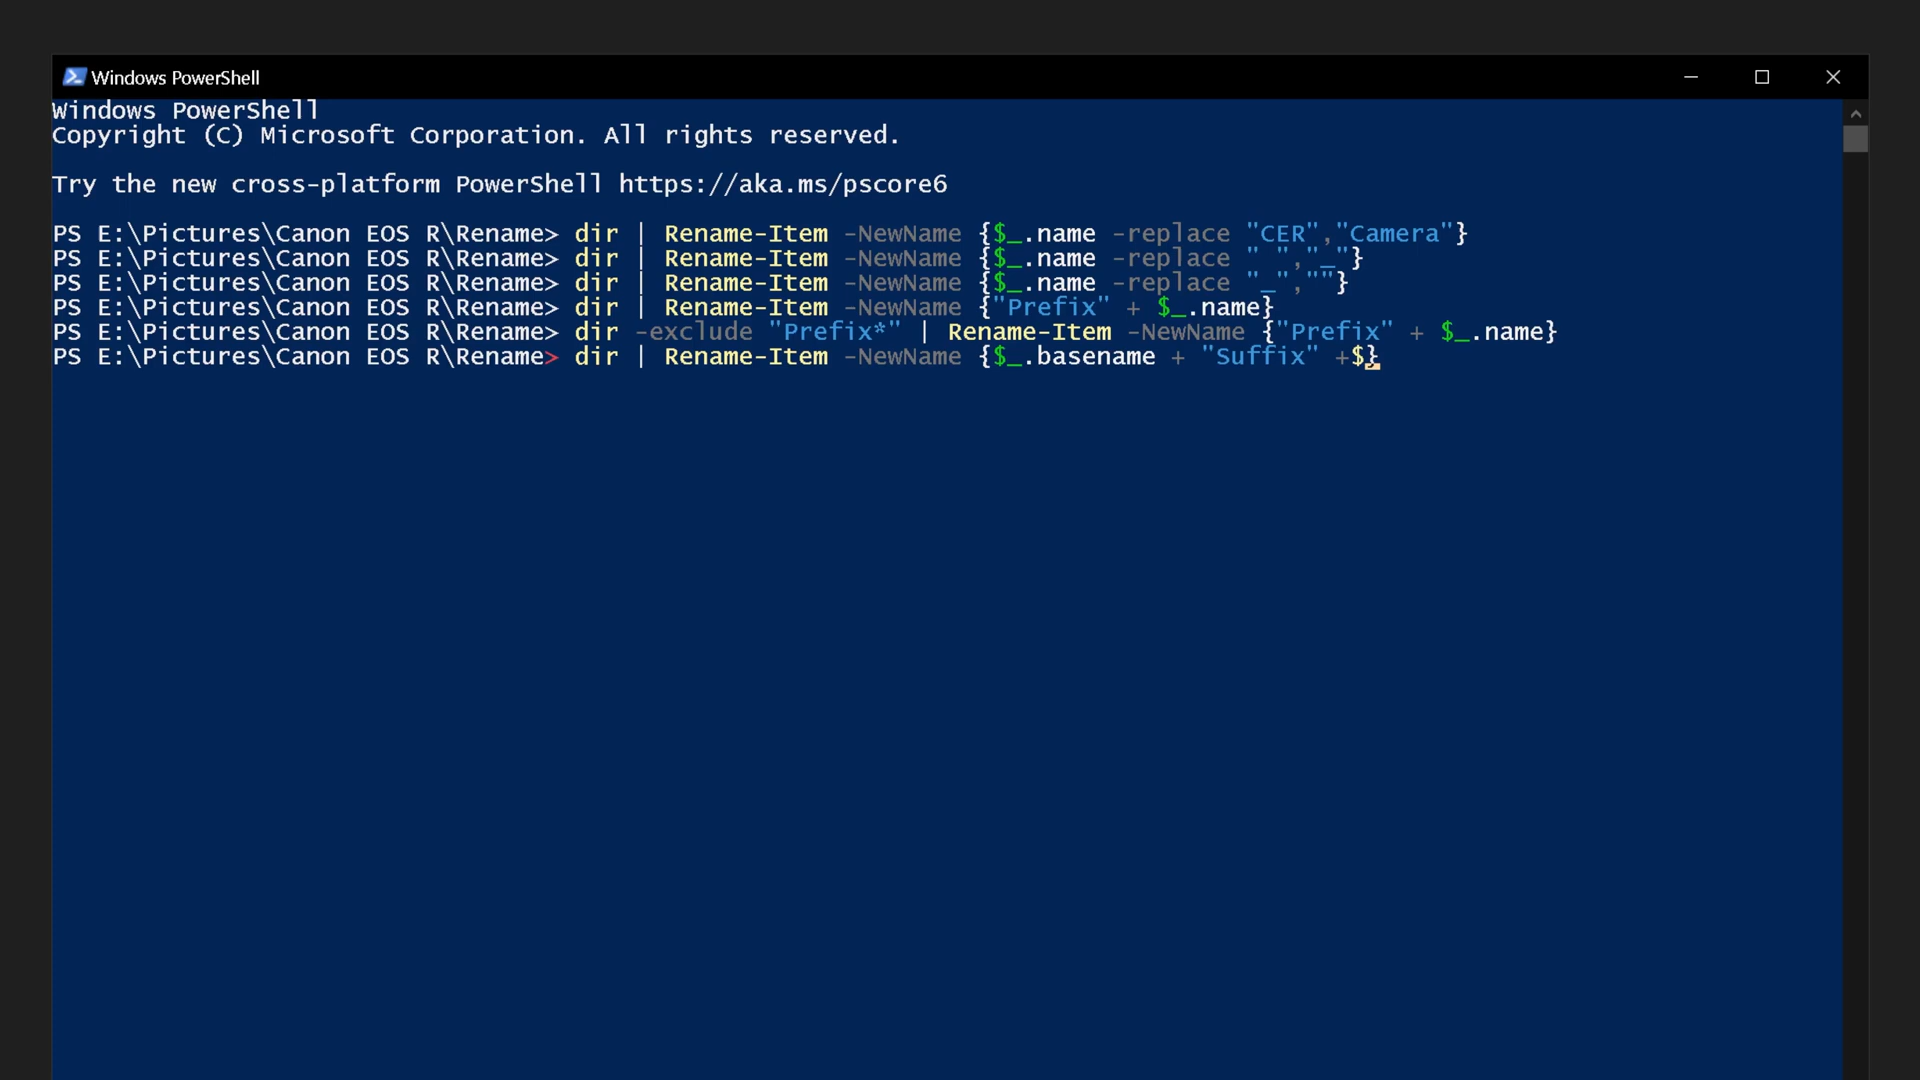 Windows PowerShell
Windows PowerShell
Copyright (C) Microsoft Corporation. All rights reserved.
Try the new cross-platform PowerShell https://aka.ms/pscore6
PS E:\Pictures\Canon EOS R\Rename> dir | Rename-Item -NewName {$_.name -replace "CER","Camera"}
PS E:\Pictures\Canon EOS R\Rename> dir | Rename-Item -NewName {$_.name -replace " ","_"}
PS E:\Pictures\Canon EOS R\Rename> dir | Rename-Item -NewName {$_.name -replace "_",""}
PS E:\Pictures\Canon EOS R\Rename> dir | Rename-Item -NewName {"Prefix" + $_.name}
PS E:\Pictures\Canon EOS R\Rename> dir -exclude "Prefix*" | Rename-Item -NewName {"Prefix" + $_.name}
PS E:\Pictures\Canon EOS R\Rename> dir | Rename-Item -NewName {$_.basename + "Suffix" +$}